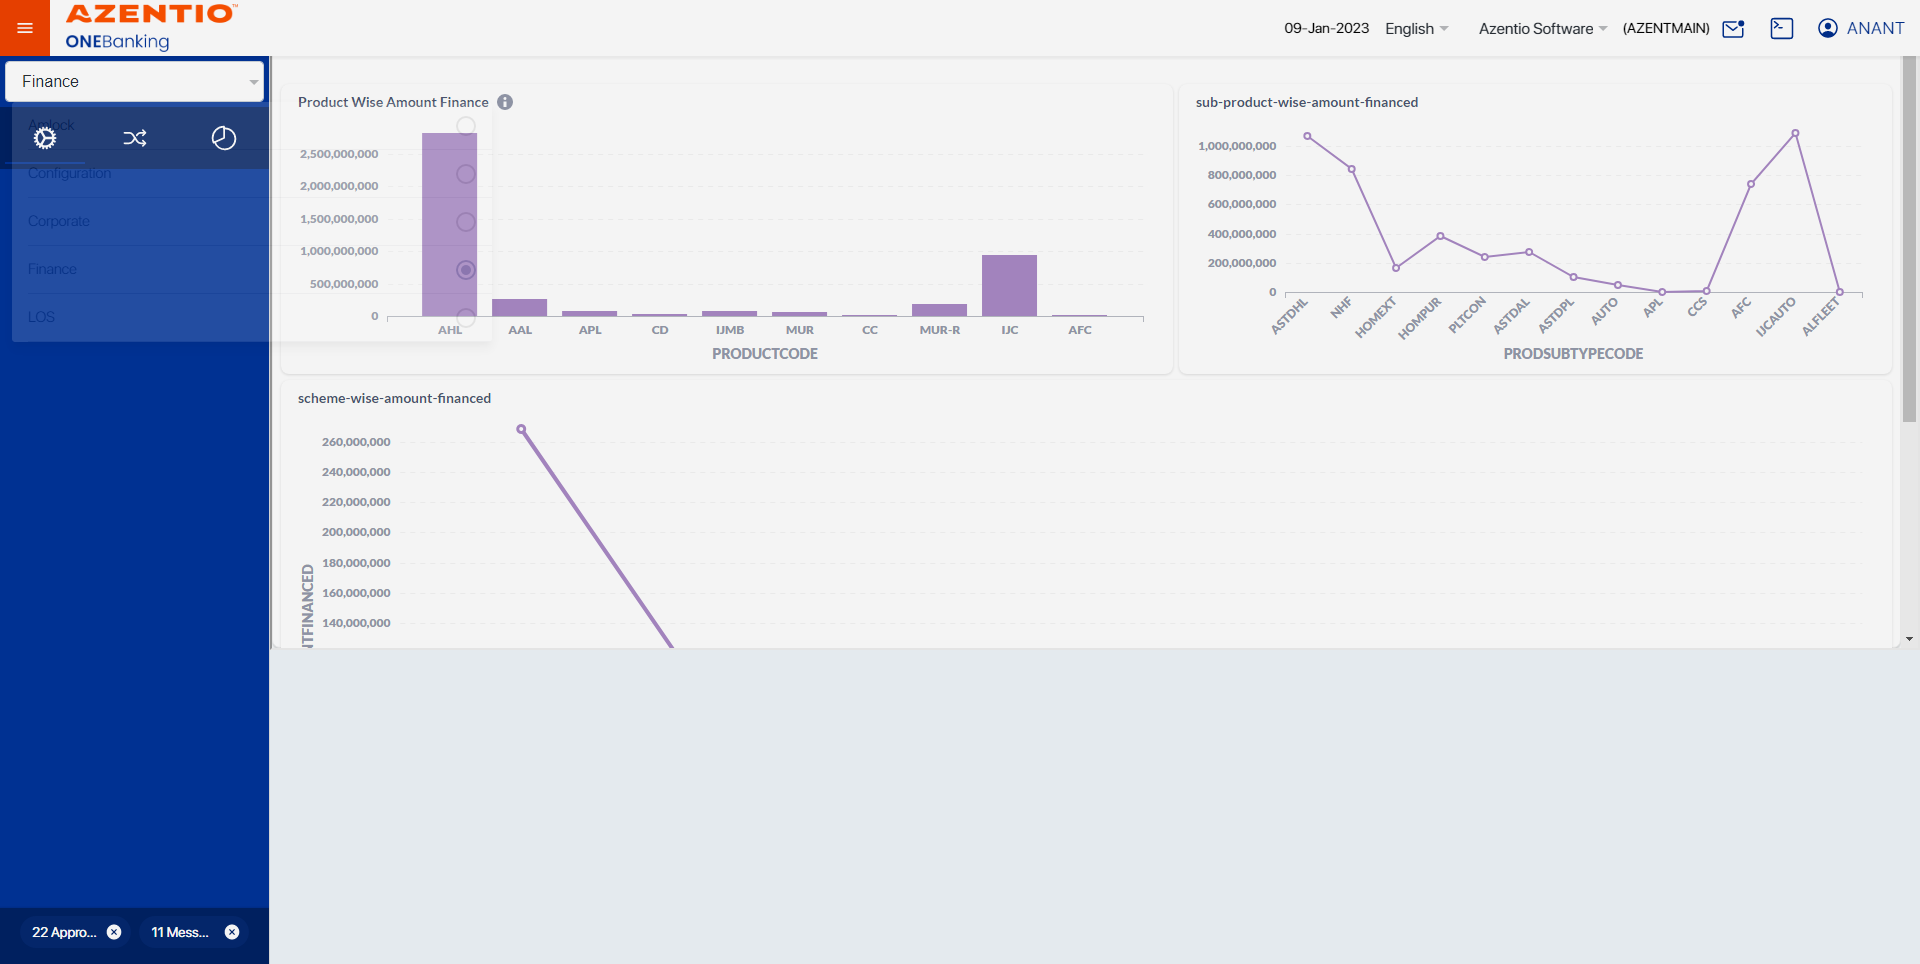 AZENTIO™
ONEBanking
09-Jan-2023 English Azentio Software (AZENTMAIN) ANANT
Finance
Amlock
Configuration
Corporate
Finance
LOS
22 Appro... 11 Mess...
Product Wise Amount Finance
2,500,000,000
2,000,000,000
1,500,000,000
1,000,000,000
500,000,000
0
AHL AAL APL CD IJMB MUR CC MUR-R IJC AFC
PRODUCTCODE
sub-product-wise-amount-financed
1,000,000,000
800,000,000
600,000,000
400,000,000
200,000,000
0
ASTDHL NHF HOMEXT HOMPUR PLTCON ASTDAL ASTDPL AUTO APL CCS AFC IJCAUTO ALFLEET
PRODSUBTYPECODE
scheme-wise-amount-financed
260,000,000
240,000,000
220,000,000
200,000,000
180,000,000
160,000,000
140,000,000
NTFINANCED